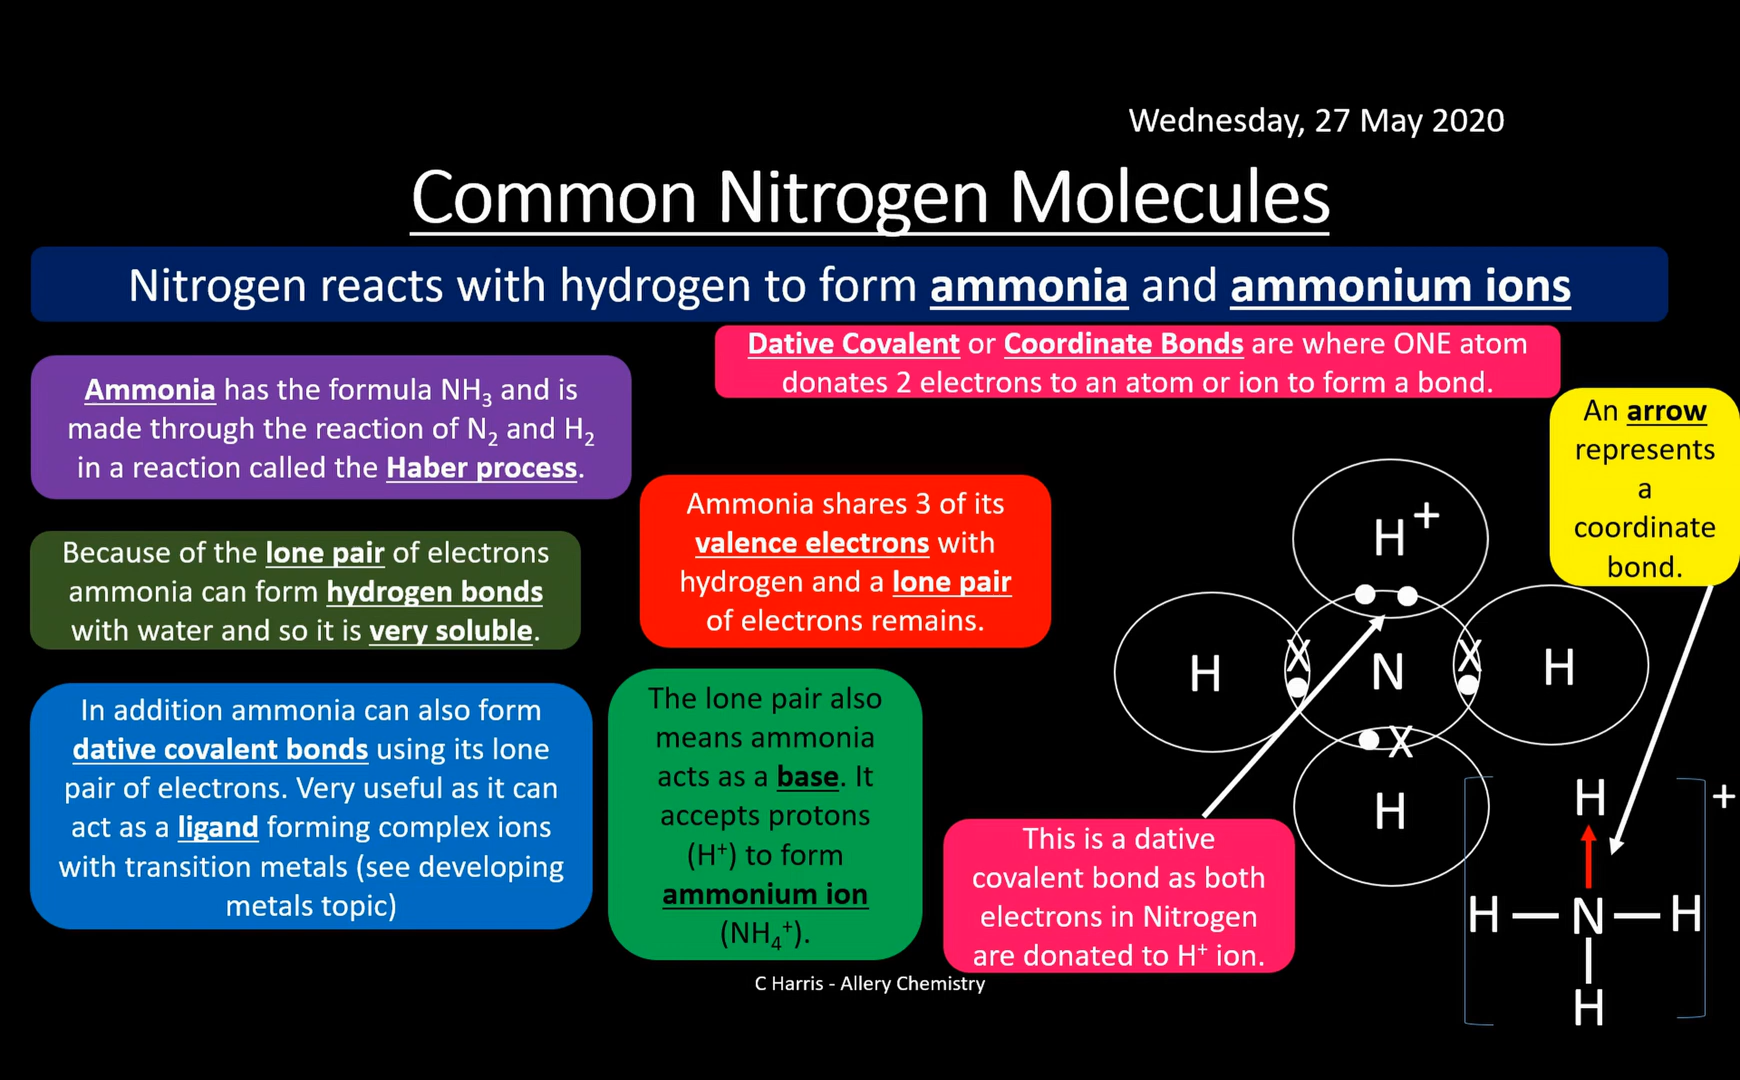 Wednesday, 27 May 2020
Common Nitrogen Molecules
Nitrogen reacts with hydrogen to form ammonia and ammonium ions
Dative Covalent or Coordinate Bonds are where ONE atom
donates 2 electrons to an atom or ion to form a bond.
Ammonia has the formula NH₃ and is
made through the reaction of N₂ and H₂
in a reaction called the Haber process.
An arrow
represents
a
coordinate
bond.
Ammonia shares 3 of its
valence electrons with
hydrogen and a lone pair
of electrons remains.
Because of the lone pair of electrons
ammonia can form hydrogen bonds
with water and so it is very soluble.
In addition ammonia can also form
dative covalent bonds using its lone
pair of electrons. Very useful as it can
act as a ligand forming complex ions
with transition metals (see developing
metals topic)
The lone pair also
means ammonia
acts as a base. It
accepts protons
(H⁺) to form
ammonium ion
(NH₄⁺).
This is a dative
covalent bond as both
electrons in Nitrogen
are donated to H⁺ ion.
H⁺
X X
H N H
X
H
H +
H N H
H
C Harris - Allery Chemistry